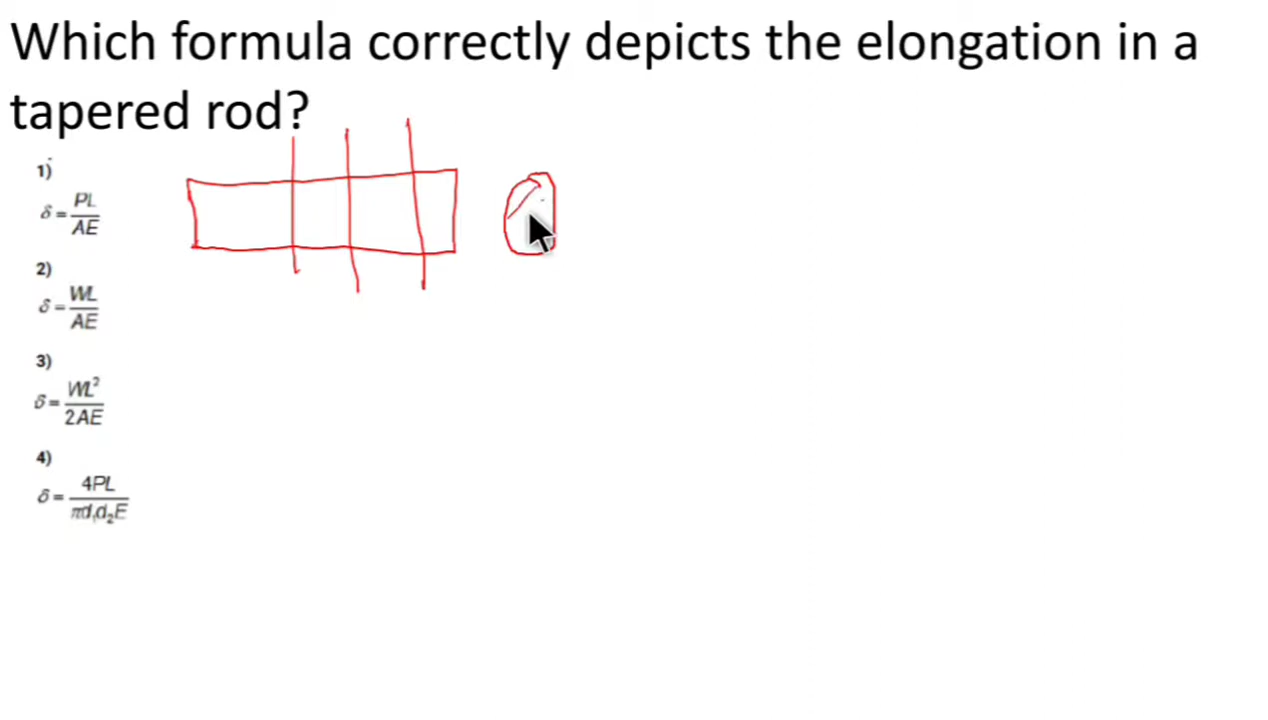 Which formula correctly depicts the elongation in a
tapered rod?
1)
δ = PL/AE
2)
δ = WL/AE
3)
δ = WL²/2AE
4)
δ = 4PL/πd₁d₂E